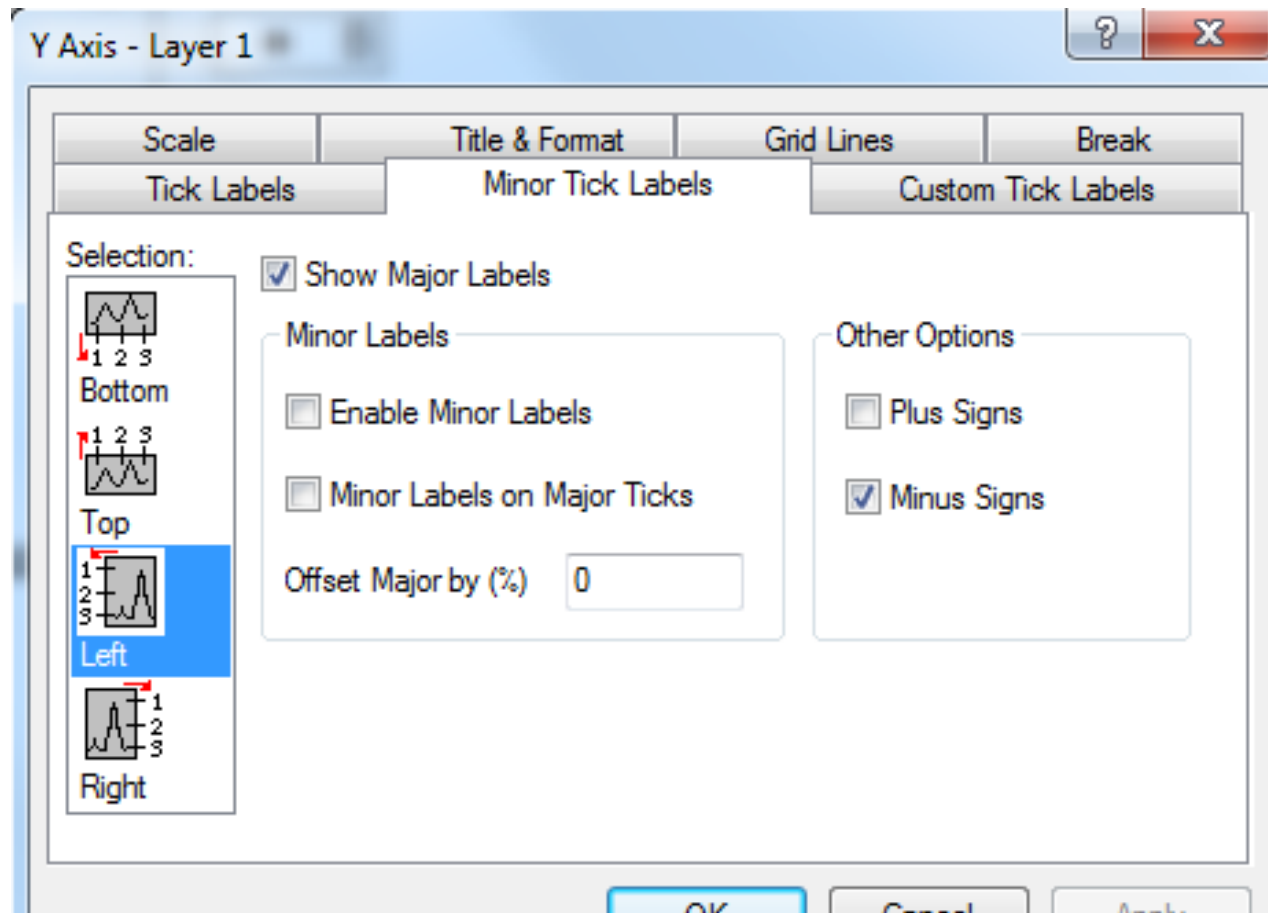 Y Axis - Layer 1
Scale Title & Format Grid Lines Break
Tick Labels Minor Tick Labels Custom Tick Labels
Selection:
Show Major Labels
1 2 3
Bottom
1 2 3
Top
1
2
3
Left
1
2
3
Right
Minor Labels
Enable Minor Labels
Minor Labels on Major Ticks
Offset Major by (%) 0
Other Options
Plus Signs
Minus Signs
OK Cancel Apply